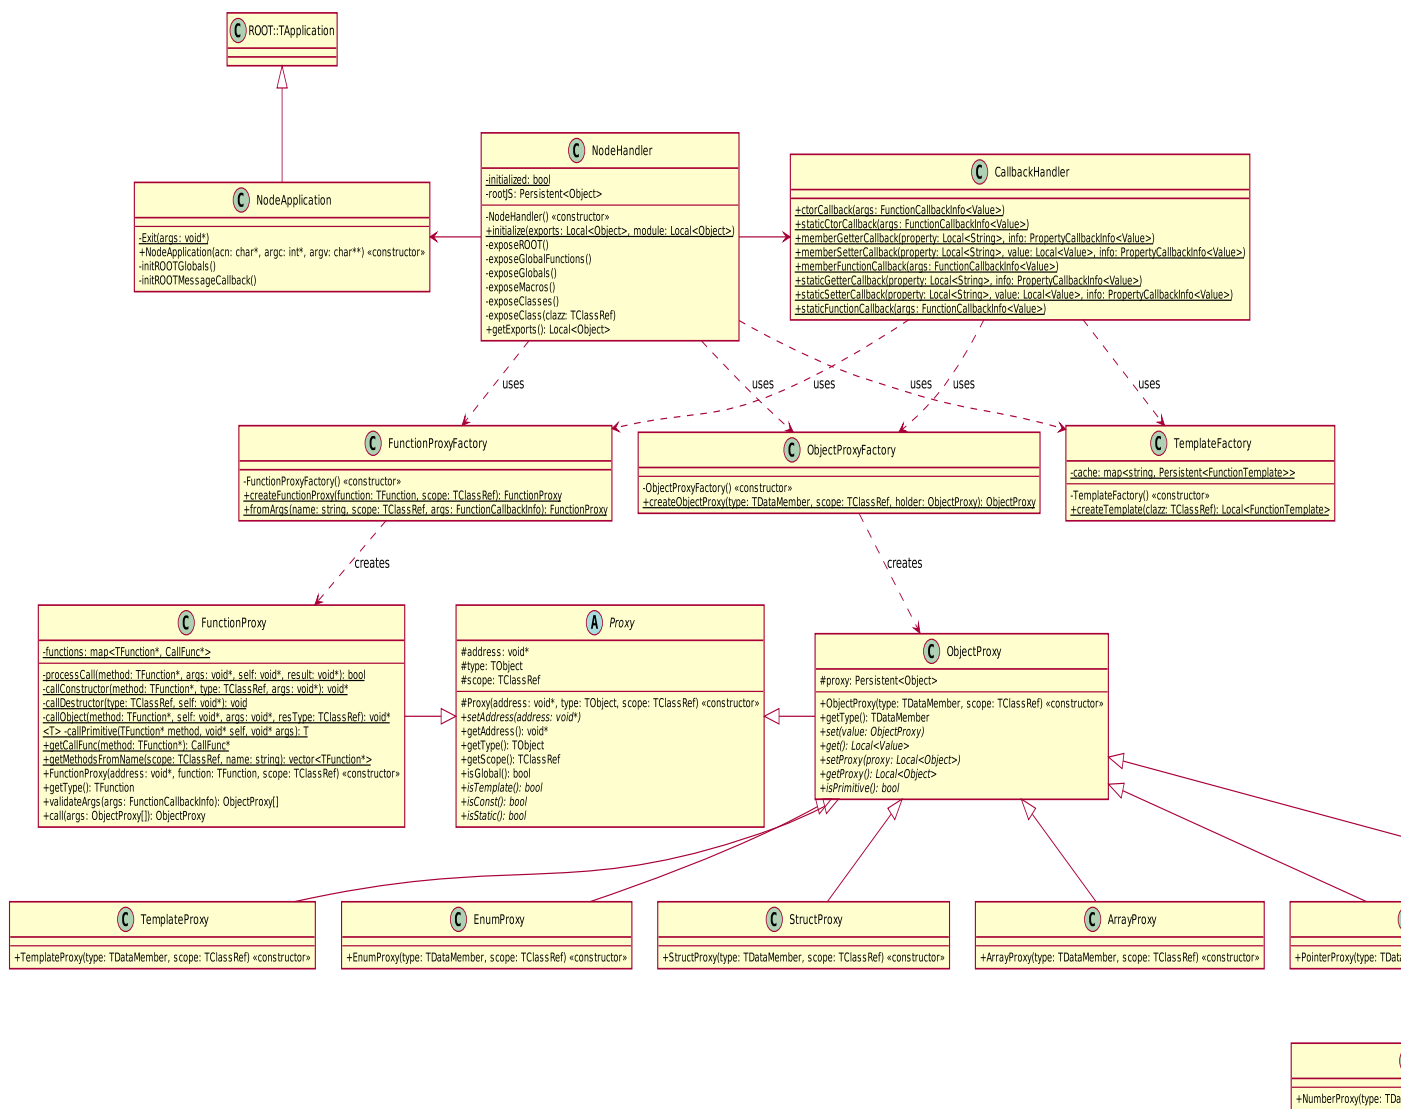 C ROOT::TApplication
C NodeHandler
-initialized: bool
-rootJS: Persistent<Object>
-NodeHandler() «constructor»
+initialize(exports: Local<Object>, module: Local<Object>)
-exposeROOT()
-exposeGlobalFunctions()
-exposeGlobals()
-exposeMacros()
-exposeClasses()
-exposeClass(clazz: TClassRef)
+getExports(): Local<Object>
C CallbackHandler
+ctorCallback(args: FunctionCallbackInfo<Value>)
+staticCtorCallback(args: FunctionCallbackInfo<Value>)
+memberGetterCallback(property: Local<String>, info: PropertyCallbackInfo<Value>)
+memberSetterCallback(property: Local<String>, value: Local<Value>, info: PropertyCallbackInfo<Value>)
+memberFunctionCallback(args: FunctionCallbackInfo<Value>)
+staticGetterCallback(property: Local<String>, info: PropertyCallbackInfo<Value>)
+staticSetterCallback(property: Local<String>, value: Local<Value>, info: PropertyCallbackInfo<Value>)
+staticFunctionCallback(args: FunctionCallbackInfo<Value>)
C NodeApplication
-Exit(args: void*)
+NodeApplication(acn: char*, argc: int*, argv: char**) «constructor»
-initROOTGlobals()
-initROOTMessageCallback()
uses
uses
uses
uses
uses
uses
C FunctionProxyFactory
-FunctionProxyFactory() «constructor»
+createFunctionProxy(function: TFunction, scope: TClassRef): FunctionProxy
+fromArgs(name: string, scope: TClassRef, args: FunctionCallbackInfo): FunctionProxy
C ObjectProxyFactory
-ObjectProxyFactory() «constructor»
+createObjectProxy(type: TDataMember, scope: TClassRef, holder: ObjectProxy): ObjectProxy
C TemplateFactory
-cache: map<string, Persistent<FunctionTemplate>>
-TemplateFactory() «constructor»
+createTemplate(clazz: TClassRef): Local<FunctionTemplate>
creates
creates
C FunctionProxy
-functions: map<TFunction*, CallFunc*>
-processCall(method: TFunction*, args: void*, self: void*, result: void*): bool
-callConstructor(method: TFunction*, type: TClassRef, args: void*): void*
-callDestructor(type: TClassRef, self: void*): void
-callObject(method: TFunction*, self: void*, args: void*, resType: TClassRef): void*
<T> -callPrimitive(TFunction* method, void* self, void* args): T
+getCallFunc(method: TFunction*): CallFunc*
+getMethodsFromName(scope: TClassRef, name: string): vector<TFunction*>
+FunctionProxy(address: void*, function: TFunction, scope: TClassRef) «constructor»
+getType(): TFunction
+validateArgs(args: FunctionCallbackInfo): ObjectProxy[]
+call(args: ObjectProxy[]): ObjectProxy
A Proxy
#address: void*
#type: TObject
#scope: TClassRef
#Proxy(address: void*, type: TObject, scope: TClassRef) «constructor»
+setAddress(address: void*)
+getAddress(): void*
+getType(): TObject
+getScope(): TClassRef
+isGlobal(): bool
+isTemplate(): bool
+isConst(): bool
+isStatic(): bool
C ObjectProxy
#proxy: Persistent<Object>
+ObjectProxy(type: TDataMember, scope: TClassRef) «constructor»
+getType(): TDataMember
+set(value: ObjectProxy)
+get(): Local<Value>
+setProxy(proxy: Local<Object>)
+getProxy(): Local<Object>
+isPrimitive(): bool
C TemplateProxy
+TemplateProxy(type: TDataMember, scope: TClassRef) «constructor»
C EnumProxy
+EnumProxy(type: TDataMember, scope: TClassRef) «constructor»
C StructProxy
+StructProxy(type: TDataMember, scope: TClassRef) «constructor»
C ArrayProxy
+ArrayProxy(type: TDataMember, scope: TClassRef) «constructor»
+PointerProxy(type: TData
+NumberProxy(type: TDa